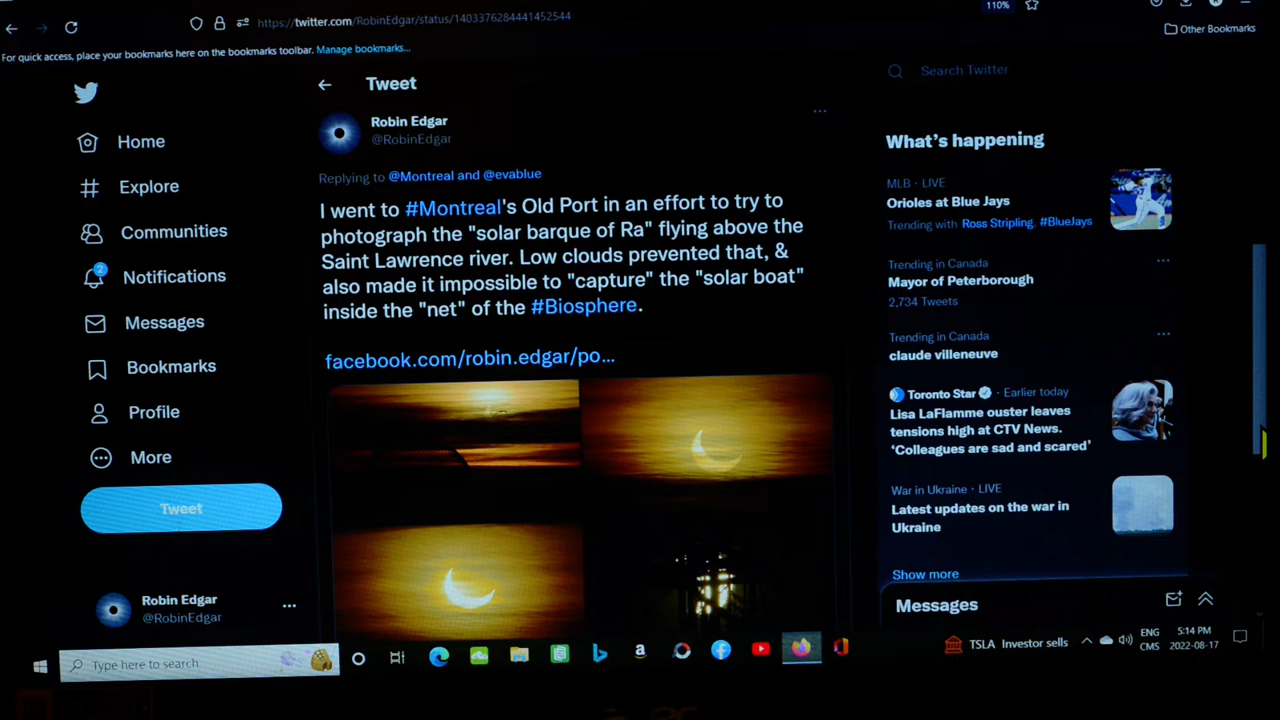 https://twitter.com/RobinEdgar/status/1403376284441452544
110%
For quick access, place your bookmarks here on the bookmarks toolbar. Manage bookmarks...
Other Bookmarks
Tweet
Search Twitter
Robin Edgar
@RobinEdgar
Home
Explore
Communities
2
Notifications
Messages
Bookmarks
Profile
More
Tweet
Robin Edgar
@RobinEdgar
Replying to @Montreal and @evablue
I went to #Montreal's Old Port in an effort to try to
photograph the "solar barque of Ra" flying above the
Saint Lawrence river. Low clouds prevented that, &
also made it impossible to "capture" the "solar boat"
inside the "net" of the #Biosphere.
facebook.com/robin.edgar/po...
What's happening
MLB · LIVE
Orioles at Blue Jays
Trending with Ross Stripling, #BlueJays
Trending in Canada
Mayor of Peterborough
2,734 Tweets
Trending in Canada
claude villeneuve
Toronto Star · Earlier today
Lisa LaFlamme ouster leaves
tensions high at CTV News.
'Colleagues are sad and scared'
War in Ukraine · LIVE
Latest updates on the war in
Ukraine
Show more
Messages
Type here to search
TSLA Investor sells
ENG
CMS
5:14 PM
2022-08-17